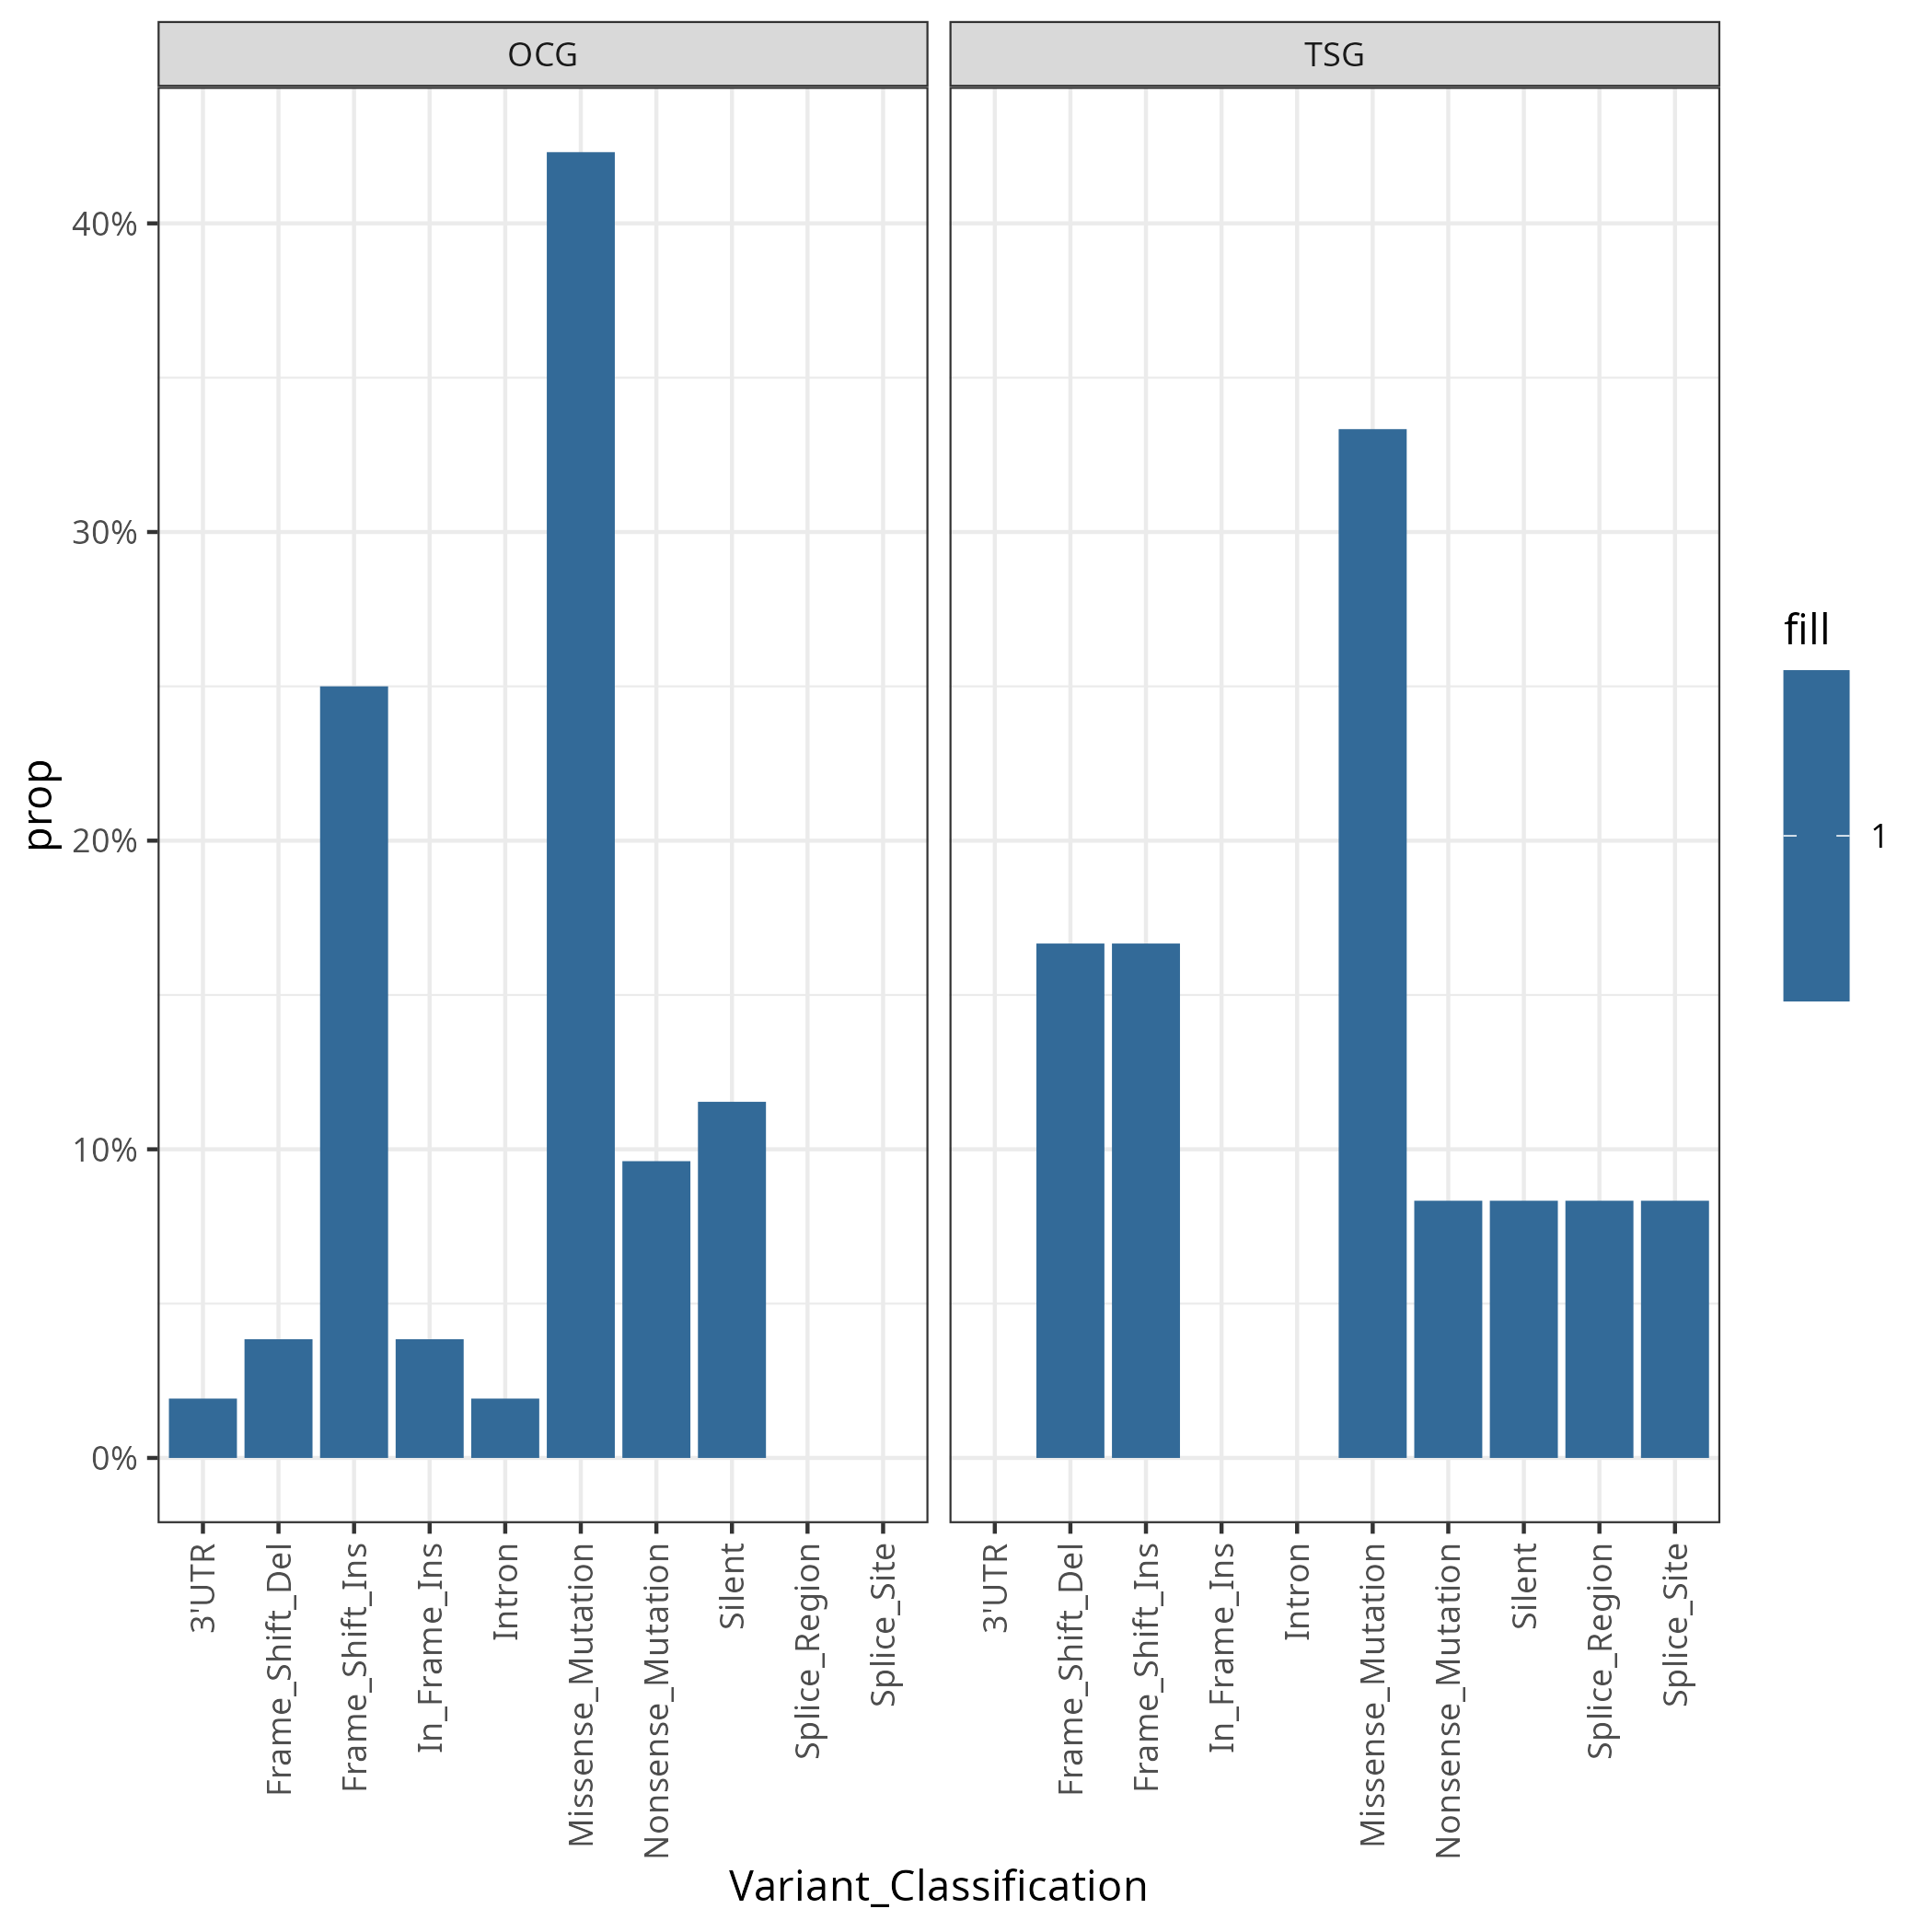 OCG
TSG
40%
30%
20%
10%
0%
prop
3'UTR
Frame_Shift_Del
Frame_Shift_Ins
In_Frame_Ins
Intron
Missense_Mutation
Nonsense_Mutation
Silent
Splice_Region
Splice_Site
3'UTR
Frame_Shift_Del
Frame_Shift_Ins
In_Frame_Ins
Intron
Missense_Mutation
Nonsense_Mutation
Silent
Splice_Region
Splice_Site
Variant_Classification
fill
1